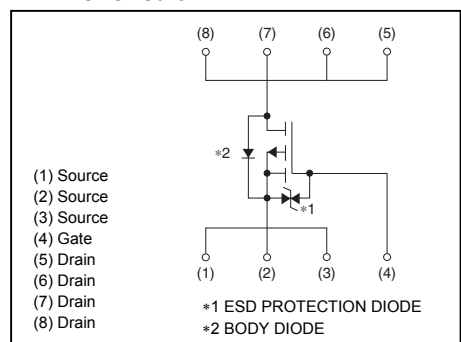 (8) (7) (6) (5)
∗2
∗1
(1) Source
(2) Source
(3) Source
(4) Gate
(5) Drain
(6) Drain
(7) Drain
(8) Drain
(1) (2) (3) (4)
∗1 ESD PROTECTION DIODE
∗2 BODY DIODE